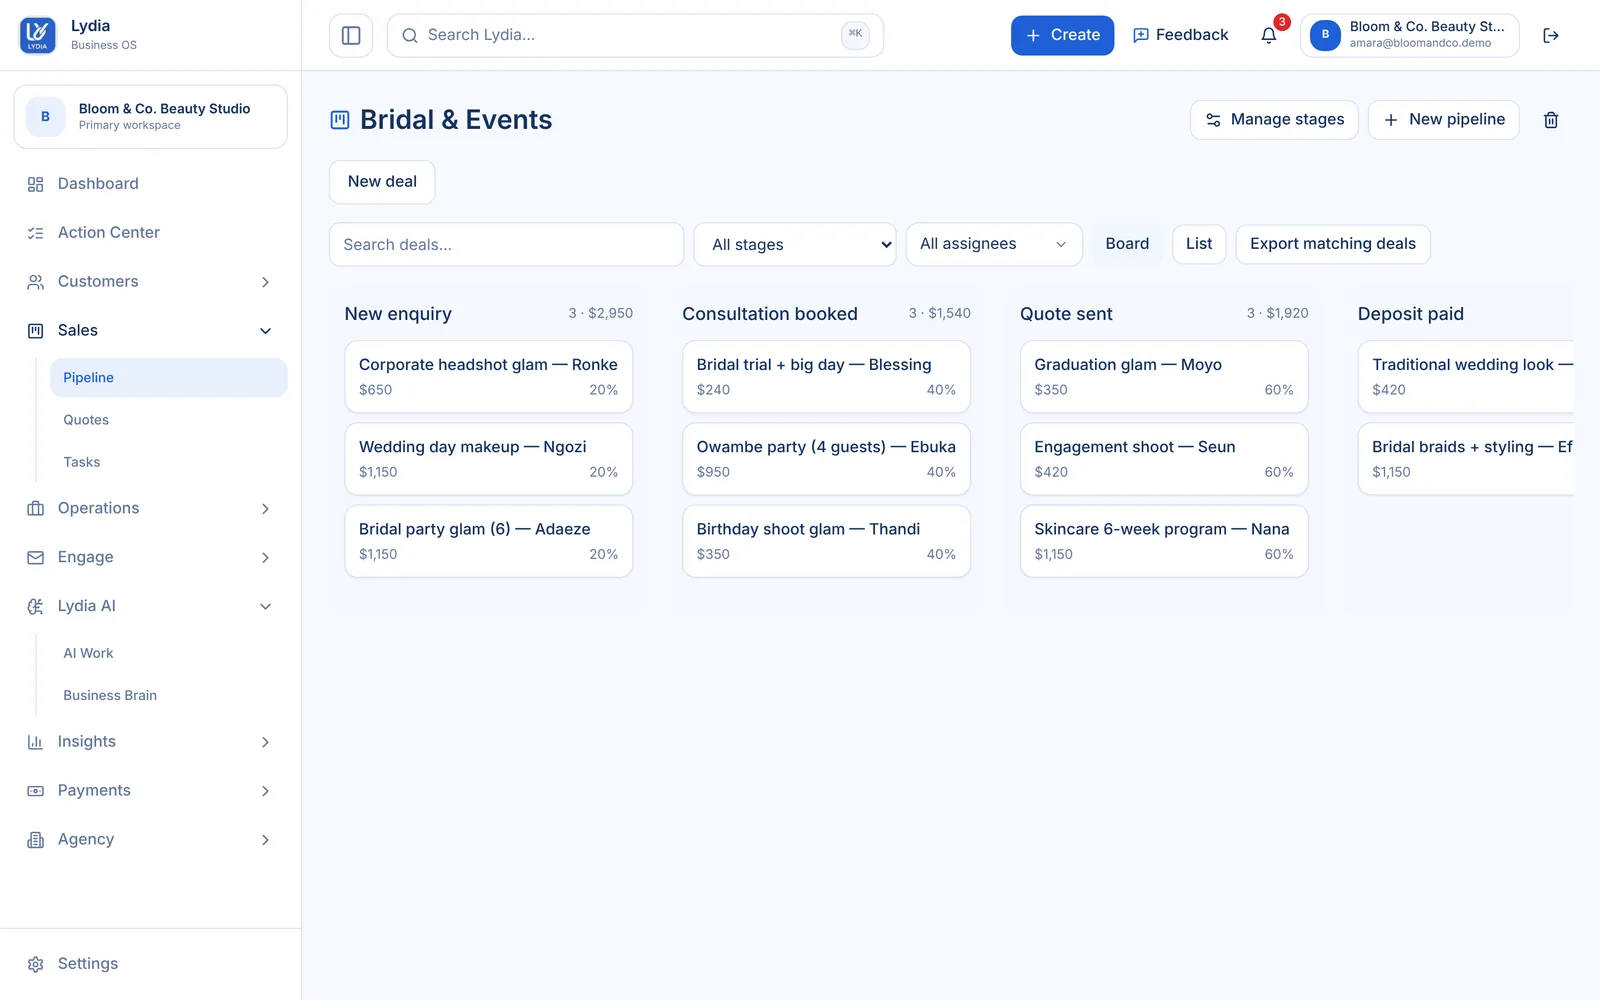 LYDIA
Lydia
Business OS
Search Lydia...
⌘K
Create
Feedback
3
B
Bloom & Co. Beauty St...
amara@bloomandco.demo
B
Bloom & Co. Beauty Studio
Primary workspace
Dashboard
Action Center
Customers
Sales
Pipeline
Quotes
Tasks
Operations
Engage
Lydia AI
AI Work
Business Brain
Insights
Payments
Agency
Settings
Bridal & Events
Manage stages
New pipeline
New deal
Search deals...
All stages
All assignees
Board
List
Export matching deals
New enquiry
3 · $2,950
Corporate headshot glam — Ronke
$650
20%
Wedding day makeup — Ngozi
$1,150
20%
Bridal party glam (6) — Adaeze
$1,150
20%
Consultation booked
3 · $1,540
Bridal trial + big day — Blessing
$240
40%
Owambe party (4 guests) — Ebuka
$950
40%
Birthday shoot glam — Thandi
$350
40%
Quote sent
3 · $1,920
Graduation glam — Moyo
$350
60%
Engagement shoot — Seun
$420
60%
Skincare 6-week program — Nana
$1,150
60%
Deposit paid
Traditional wedding look —
$420
Bridal braids + styling — Ef
$1,150